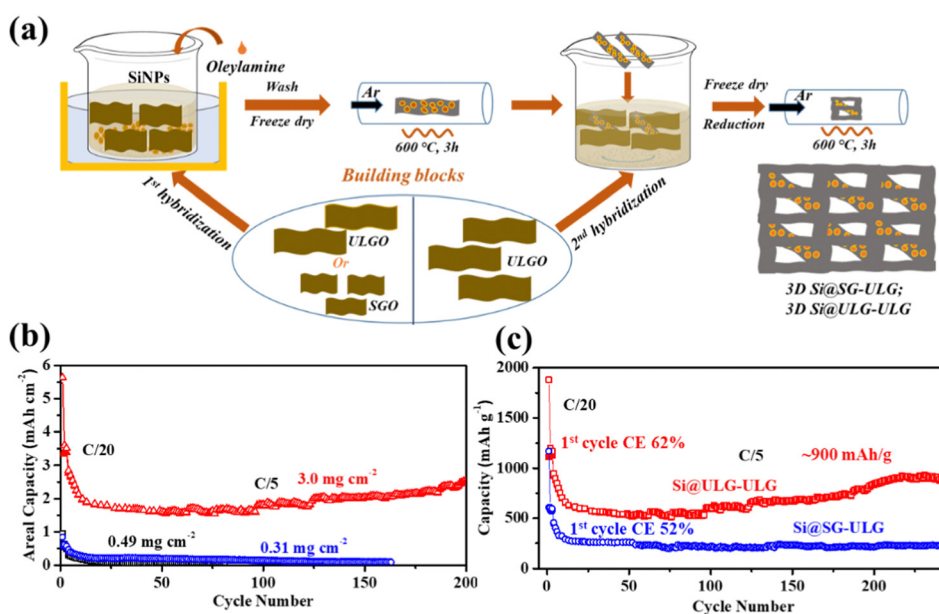 (a)
SiNPs
Oleylamine
Wash
Freeze dry
Ar
600 °C, 3h
Freeze dry
Reduction
Ar
600 °C, 3h
1st hybridization
Building blocks
2nd hybridization
ULGO
Or
SGO
ULGO
3D Si@SG-ULG;
3D Si@ULG-ULG
(b)
Areal Capacity (mAh cm-2)
6
5
4
3
2
1
0
C/20
C/5
3.0 mg cm-2
0.49 mg cm-2
0.31 mg cm-2
0 50 100 150 200
Cycle Number
(c)
Capacity (mAh g-1)
2000
1500
1000
500
0
C/20
1st cycle CE 62%
C/5
~900 mAh/g
Si@ULG-ULG
1st cycle CE 52%
Si@SG-ULG
0 50 100 150 200
Cycle Number